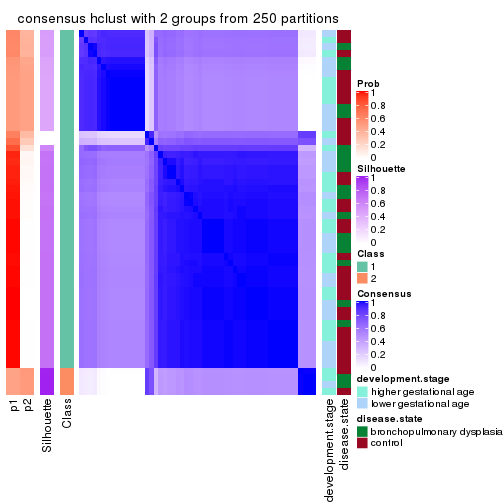 consensus hclust with 2 groups from 250 partitions
Prob
1
0.8
0.6
0.4
0.2
0
Silhouette
1
0.8
0.6
0.4
0.2
0
Class
1
2
Consensus
1
0.8
0.6
0.4
0.2
0
development.stage
higher gestational age
lower gestational age
disease.state
bronchopulmonary dysplasia
control
p1
p2
Silhouette
Class
development.stage
disease.state